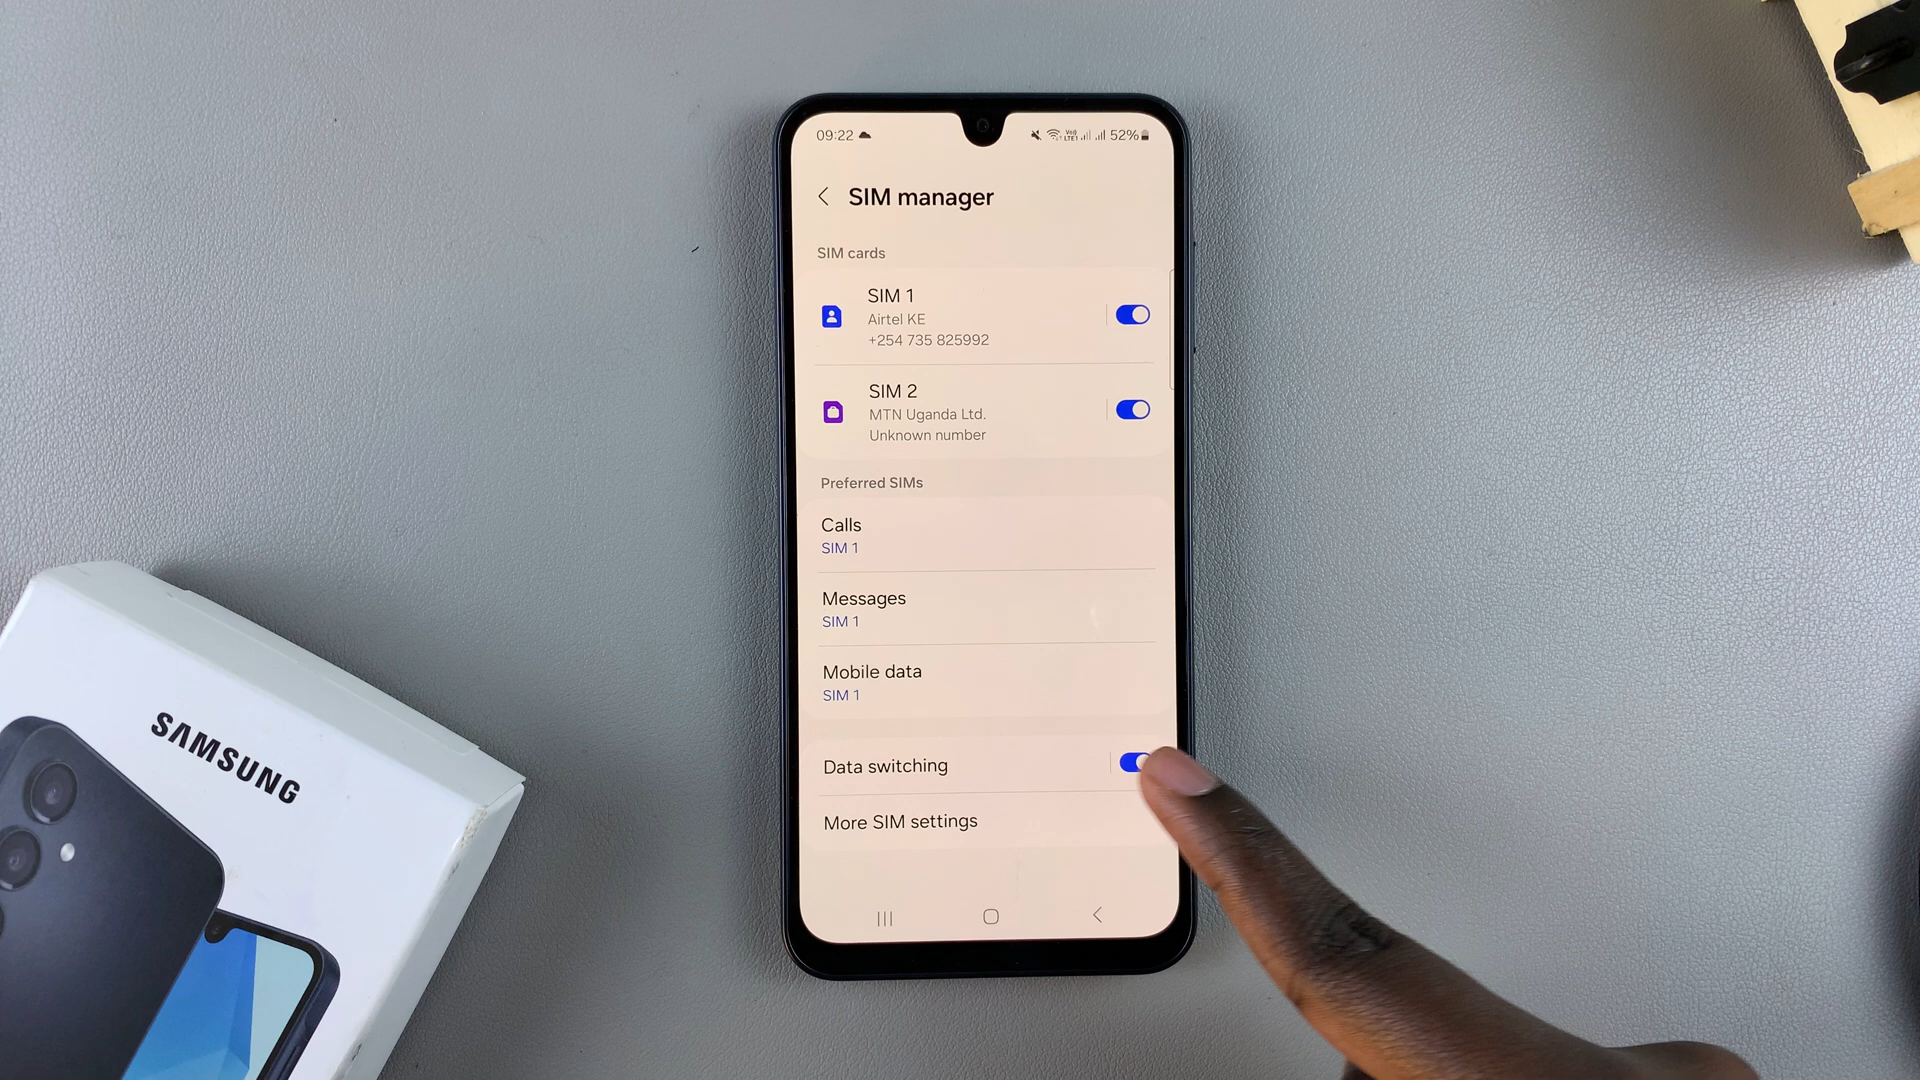 09:22
Vo)) LTE1 52%
SIM manager
SIM cards
SIM 1
Airtel KE
+254 735 825992
SIM 2
MTN Uganda Ltd.
Unknown number
Preferred SIMs
Calls
SIM 1
Messages
SIM 1
Mobile data
SIM 1
Data switching
More SIM settings
SAMSUNG